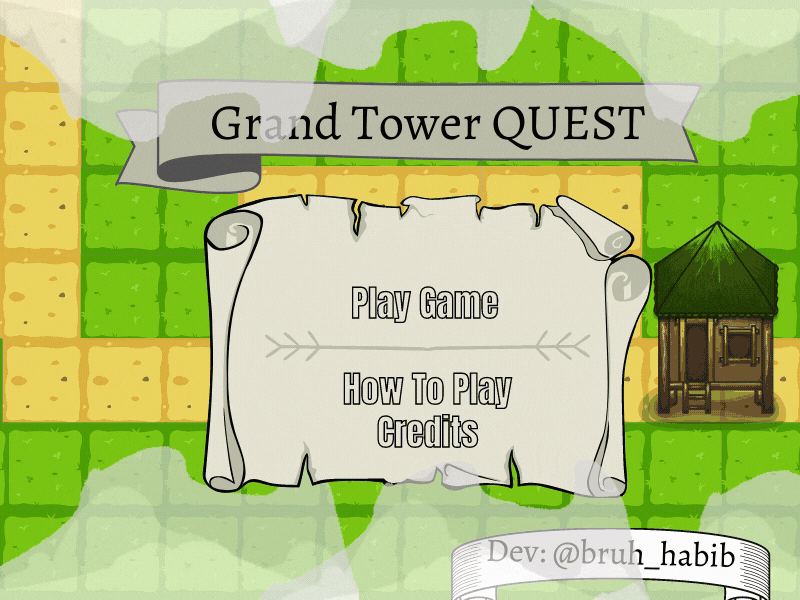 Grand Tower QUEST
Play Game
How To Play
Credits
Dev: @bruh_habib